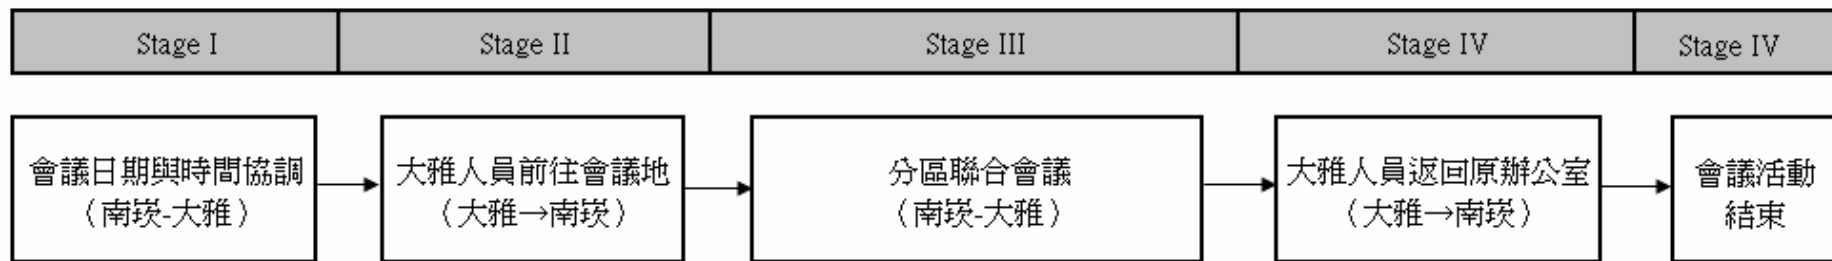 Stage I
Stage II
Stage III
Stage IV
Stage IV
會議日期與時間協調
（南崁-大雅）
大雅人員前往會議地
（大雅→南崁）
分區聯合會議
（南崁-大雅）
大雅人員返回原辦公室
（大雅→南崁）
會議活動
結束